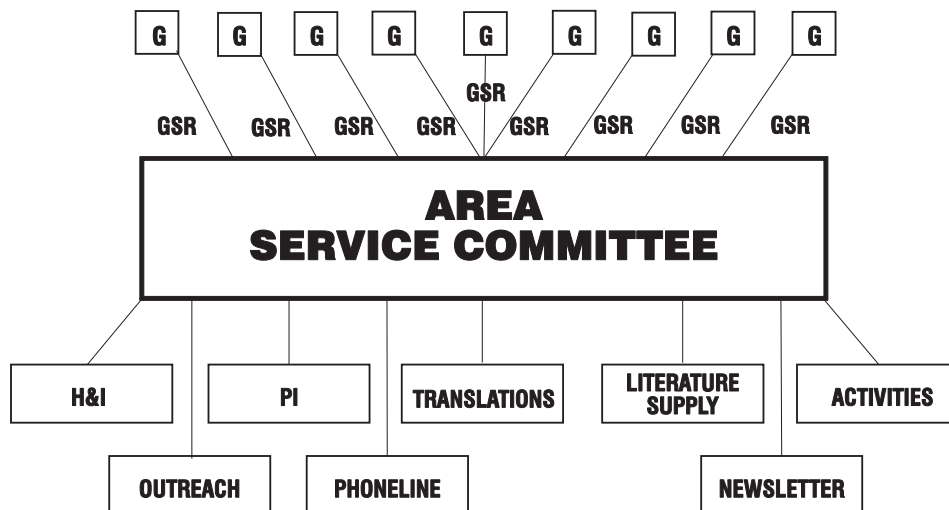 G G G G G G G G G
GSR
GSR GSR GSR GSR GSR GSR GSR GSR
AREA
SERVICE COMMITTEE
H&I PI TRANSLATIONS LITERATURE SUPPLY ACTIVITIES
OUTREACH PHONELINE NEWSLETTER